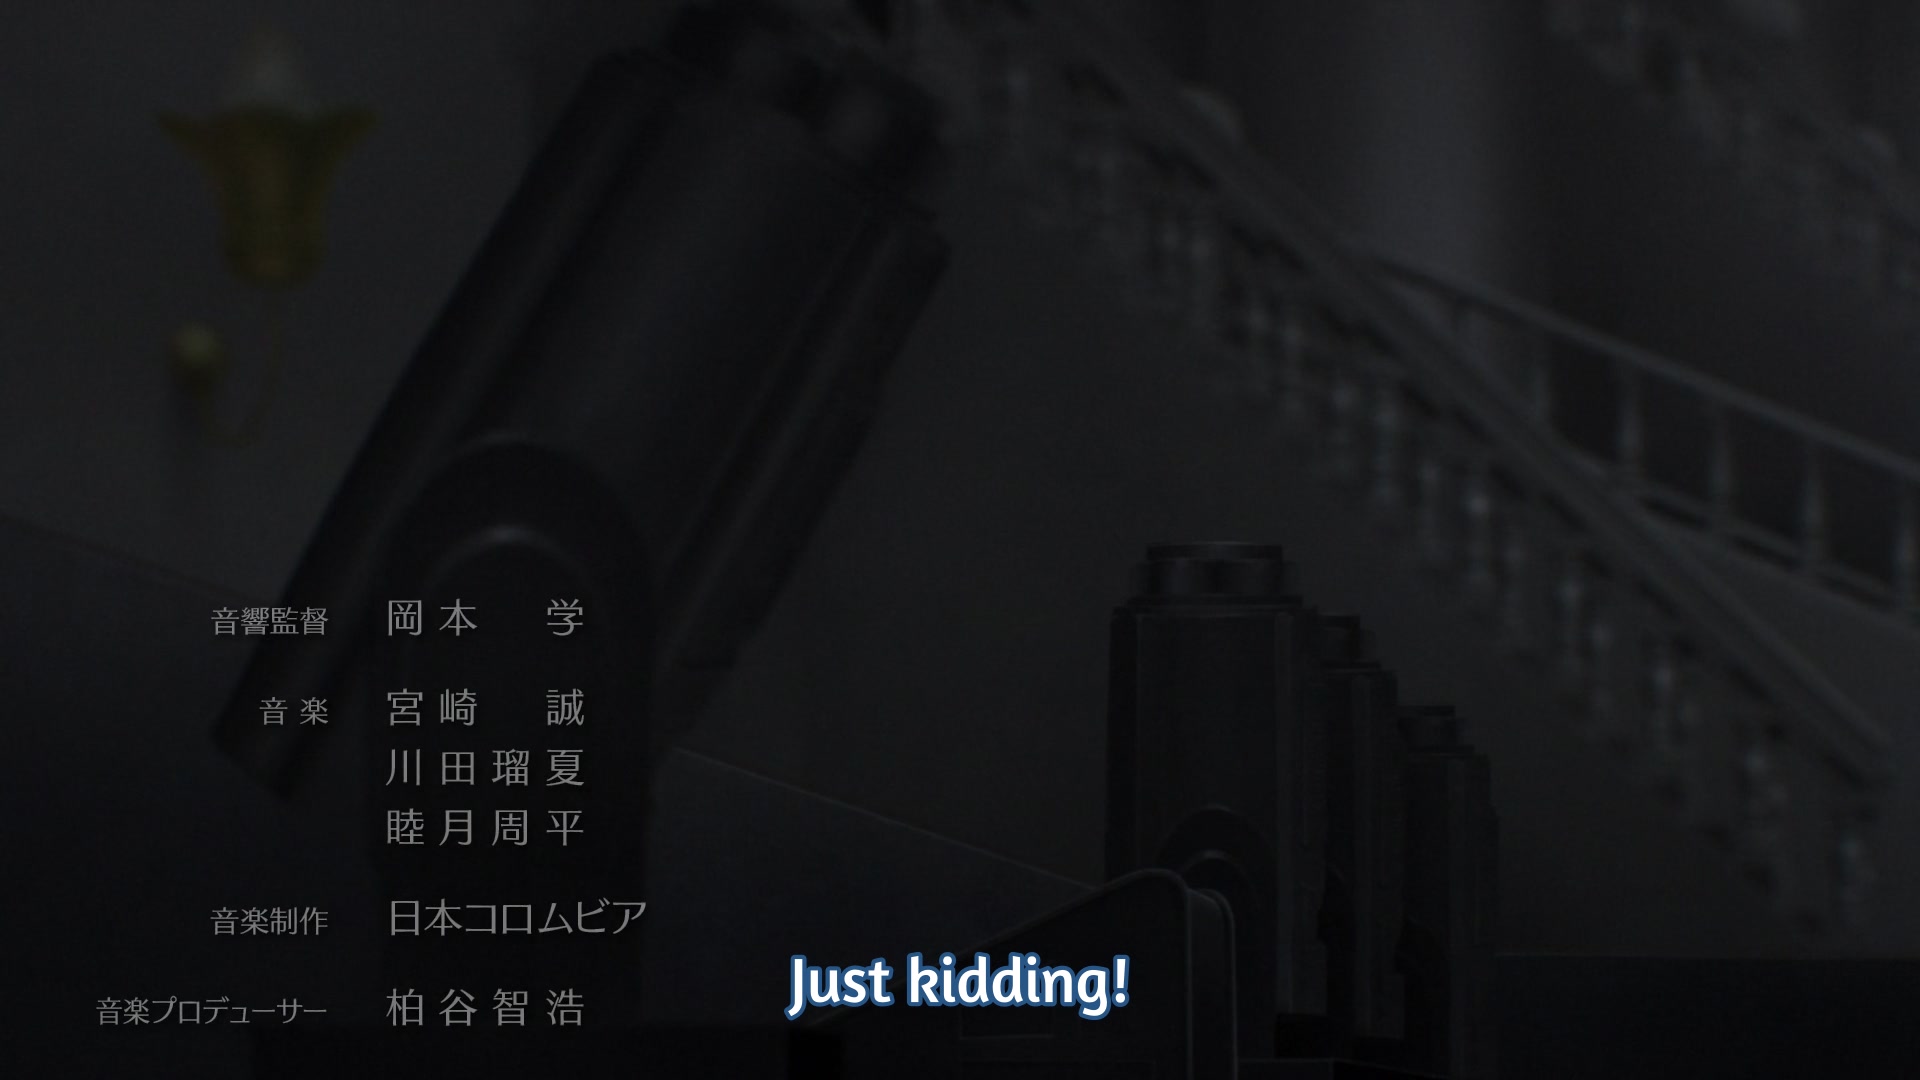 音響監督 岡本 学
音楽 宮崎 誠
川田瑠夏
睦月周平
音楽制作 日本コロムビア
音楽プロデューサー 柏谷智浩
Just kidding!